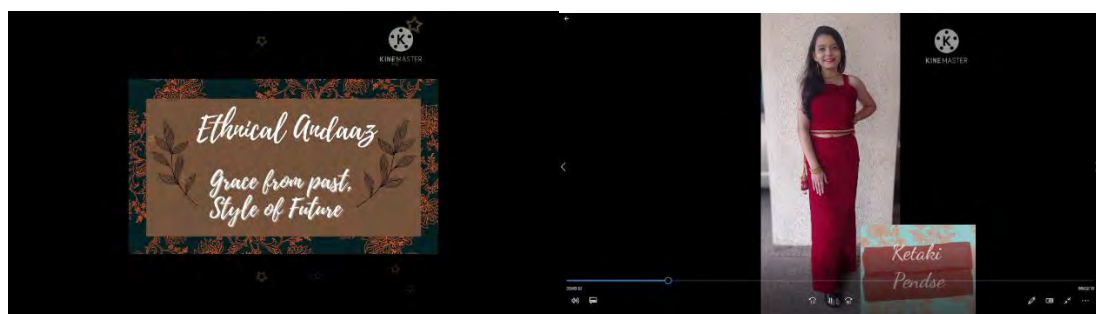 KINEMASTER
Ethnical Andaaz
Grace from past,
Style of Future
KINEMASTER
Ketaki
Pendse